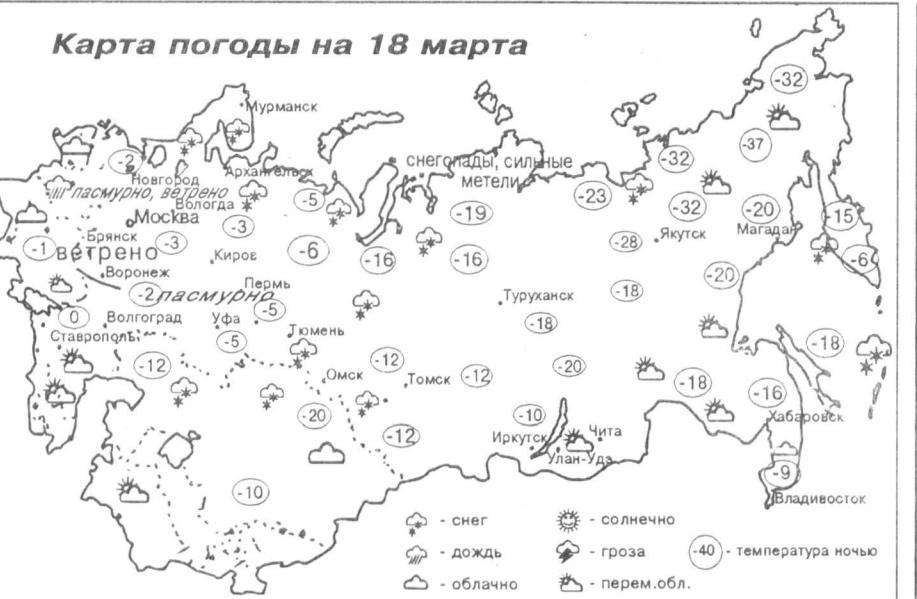 Карта погоды на 18 марта
-32
Мурманск
-37
-2
снегопады, сильные
метели
-32
Новгород
Архангельск
пасмурно, ветрено
Вологда
-5
-23
-32
-20
-15
Москва
-19
Магадан
-1
Брянск
-3
-3
-28
Якутск
ветрено
Киров
-6
-16
-16
-6
Воронеж
-20
-2
пасмурно
Пермь
-5
Туруханск
-18
0
Волгоград
Уфа
-18
Ставрополь
-5
Тюмень
-18
-12
-12
-20
Омск
Томск
-12
-18
-16
-20
-10
Хабаровск
-12
Иркутск
Чита
Улан-Удэ
-9
-10
Владивосток
- снег
- солнечно
- дождь
- гроза
-40 - температура ночью
- облачно
- перем.обл.